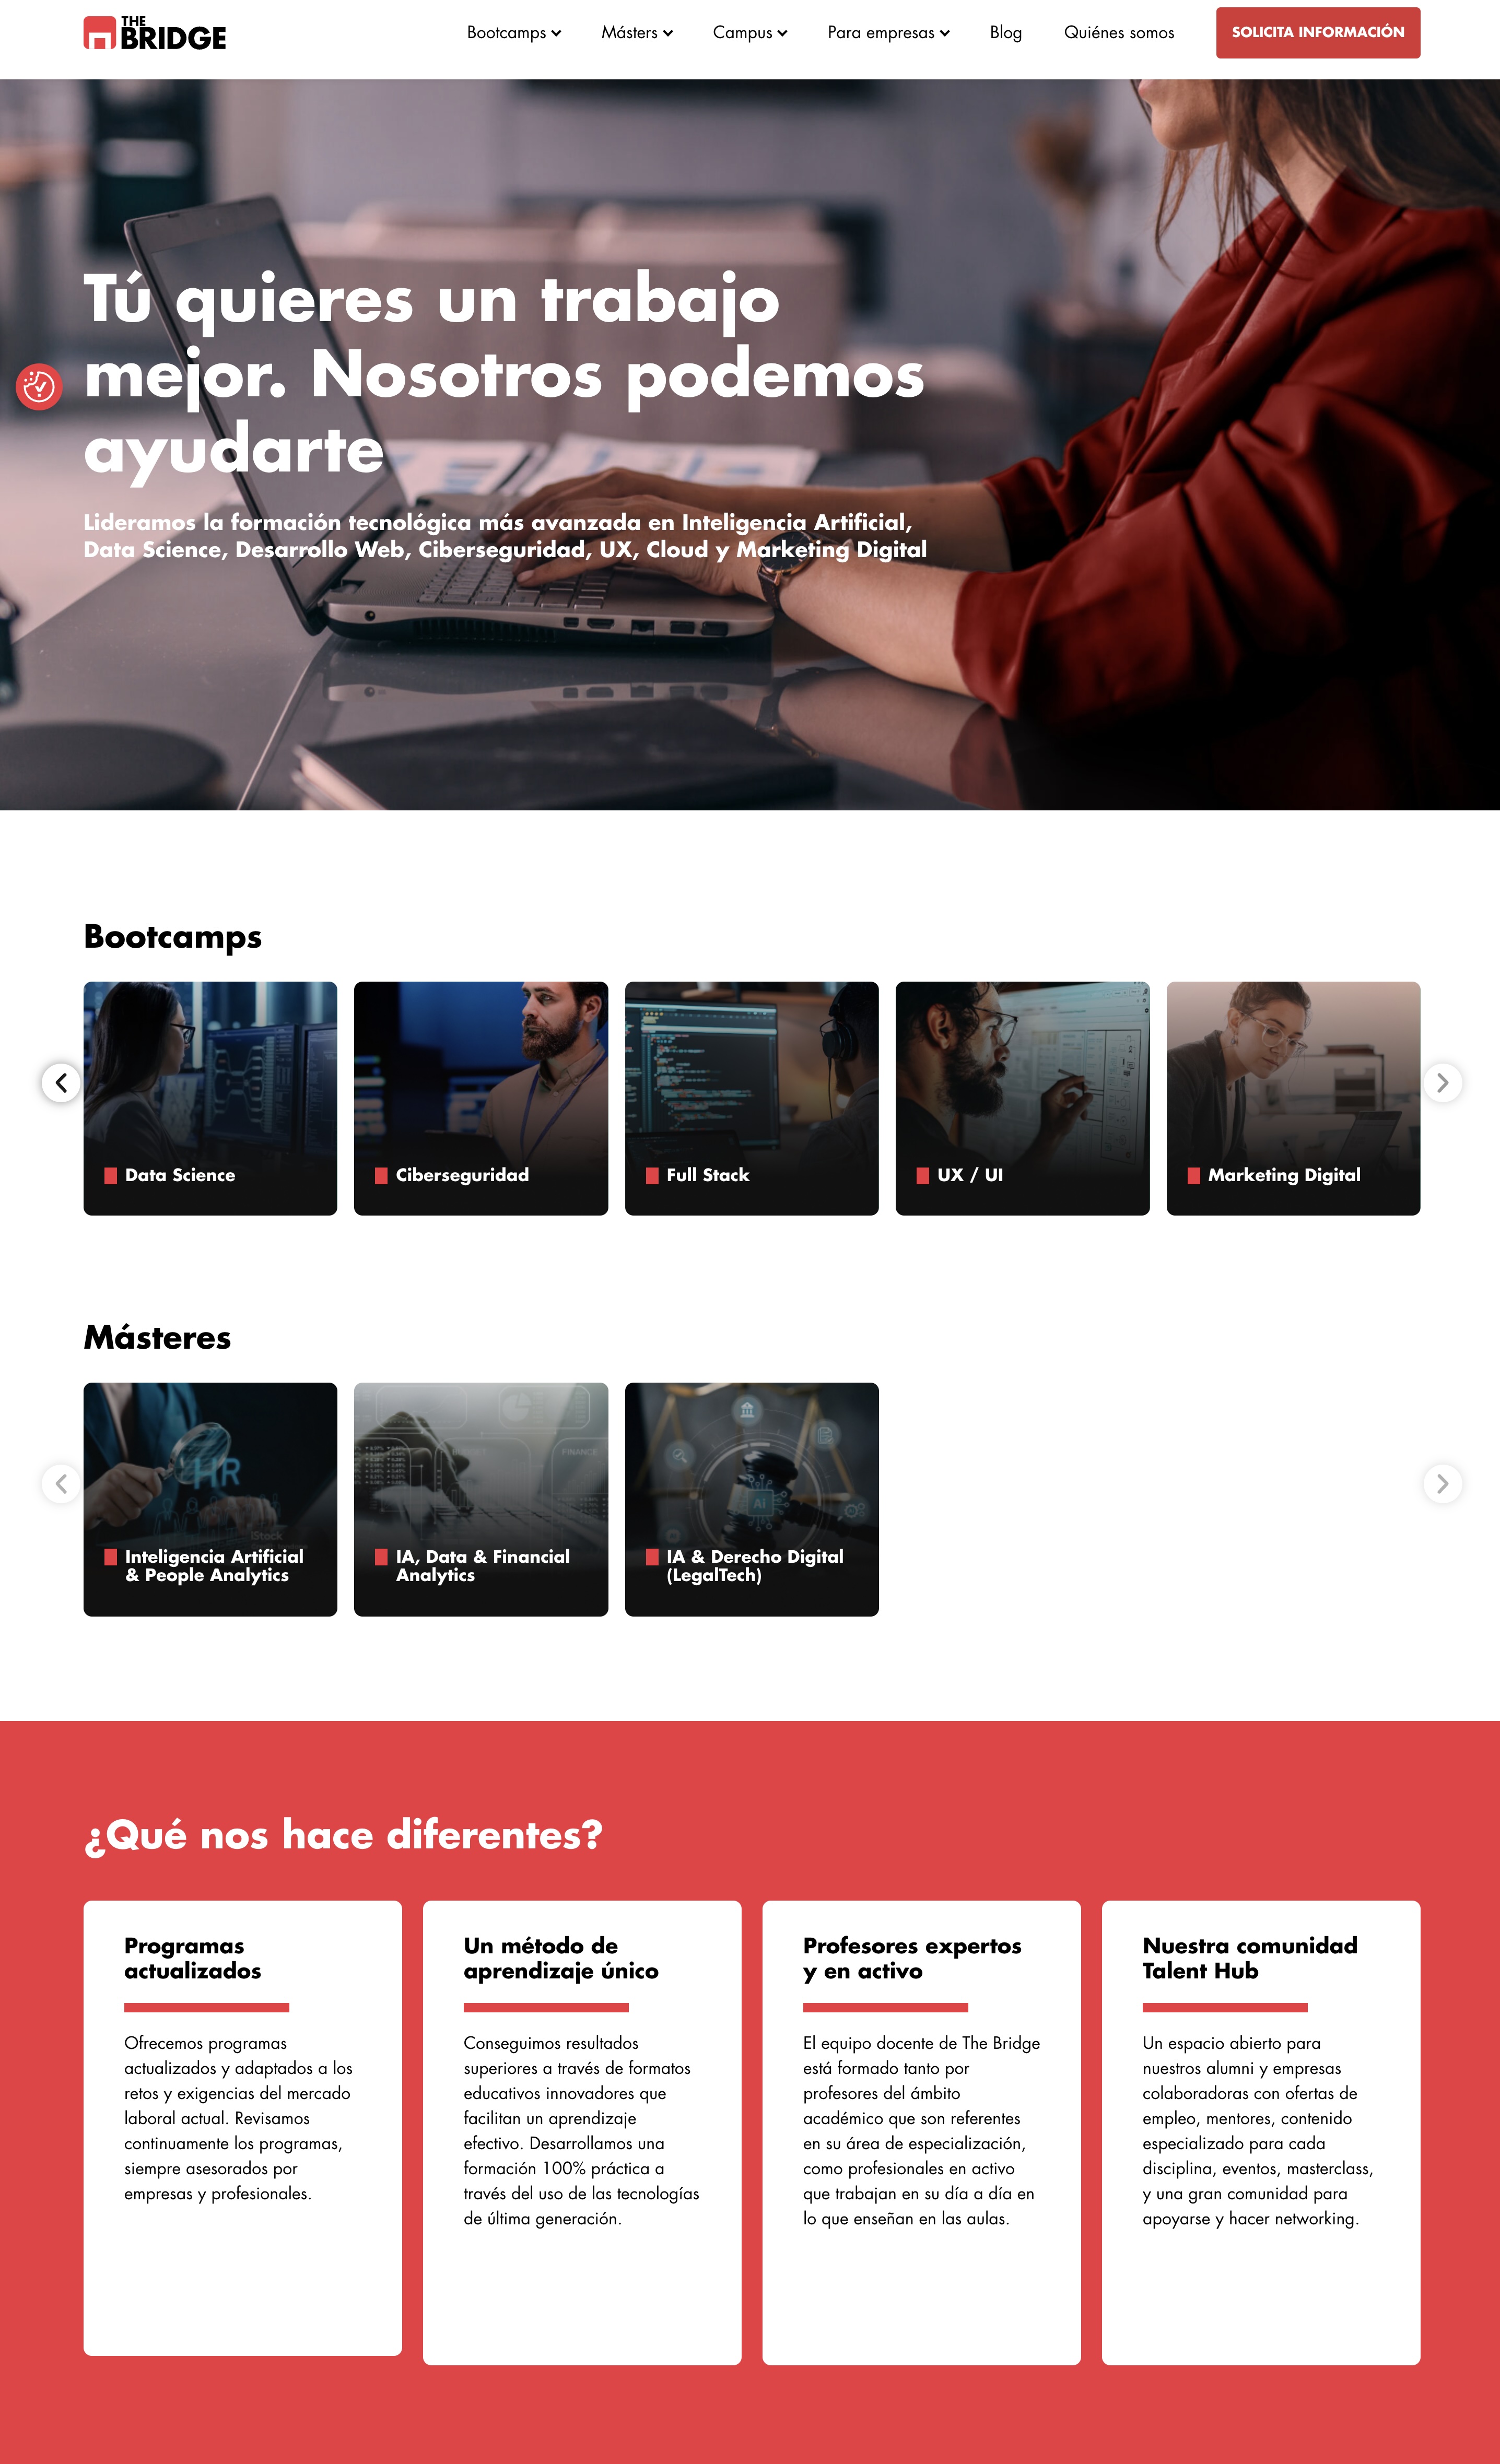 THE
BRIDGE
Bootcamps
Másters
Campus
Para empresas
Blog
Quiénes somos
SOLICITA INFORMACIÓN
Tú quieres un trabajo
mejor. Nosotros podemos
ayudarte
Lideramos la formación tecnológica más avanzada en Inteligencia Artificial,
Data Science, Desarrollo Web, Ciberseguridad, UX, Cloud y Marketing Digital
Bootcamps
Data Science
Ciberseguridad
Full Stack
UX / UI
Marketing Digital
Másteres
HR
iStock
Inteligencia Artificial
& People Analytics
BUDGET
FINANCE
IA, Data & Financial
Analytics
Ai
IA & Derecho Digital
(LegalTech)
¿Qué nos hace diferentes?
Programas
actualizados
Ofrecemos programas
actualizados y adaptados a los
retos y exigencias del mercado
laboral actual. Revisamos
continuamente los programas,
siempre asesorados por
empresas y profesionales.
Un método de
aprendizaje único
Conseguimos resultados
superiores a través de formatos
educativos innovadores que
facilitan un aprendizaje
efectivo. Desarrollamos una
formación 100% práctica a
través del uso de las tecnologías
de última generación.
Profesores expertos
y en activo
El equipo docente de The Bridge
está formado tanto por
profesores del ámbito
académico que son referentes
en su área de especialización,
como profesionales en activo
que trabajan en su día a día en
lo que enseñan en las aulas.
Nuestra comunidad
Talent Hub
Un espacio abierto para
nuestros alumni y empresas
colaboradoras con ofertas de
empleo, mentores, contenido
especializado para cada
disciplina, eventos, masterclass,
y una gran comunidad para
apoyarse y hacer networking.